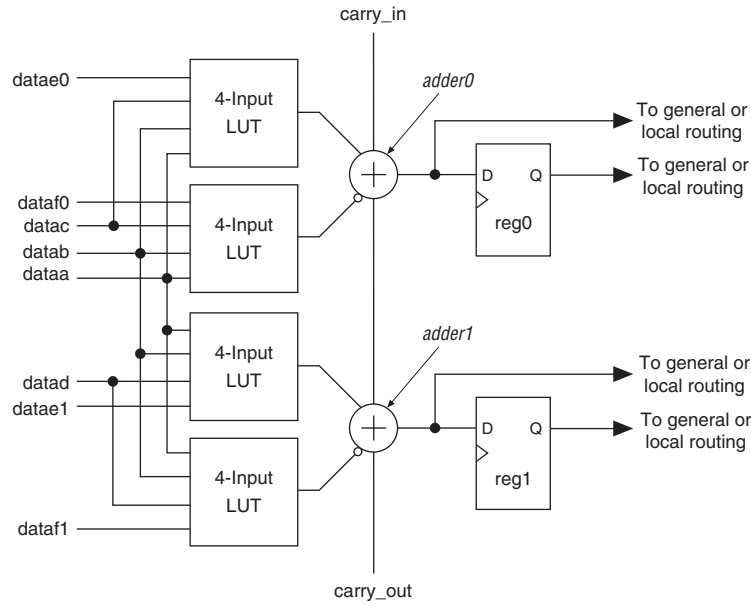 carry_in
adder0
datae0
4-Input
LUT
To general or
local routing
To general or
local routing
D Q
reg0
dataf0
datac
datab
dataa
4-Input
LUT
4-Input
LUT
adder1
datad
datae1
To general or
local routing
To general or
local routing
D Q
reg1
4-Input
LUT
dataf1
carry_out